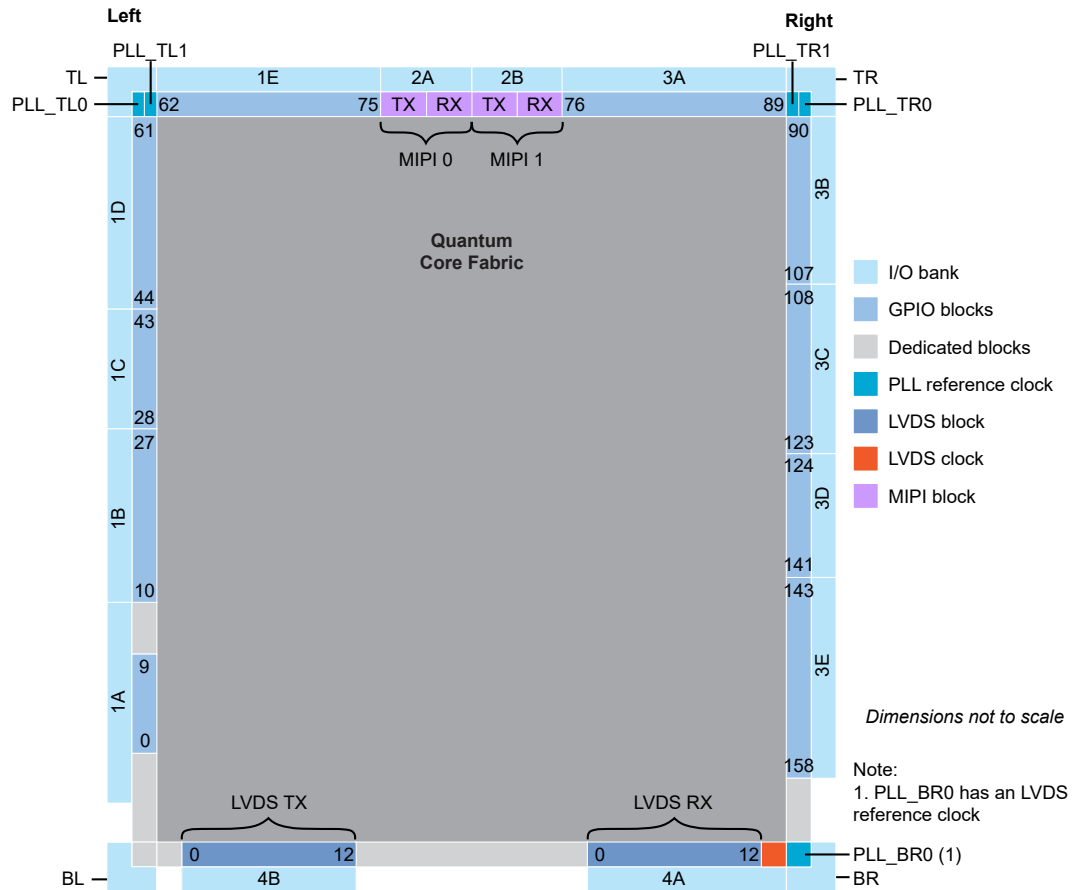 Left
Right
PLL_TL1
PLL_TR1
TL
1E
2A
2B
3A
TR
PLL_TL0
62
75
TX
RX
TX
RX
76
89
PLL_TR0
61
90
MIPI 0
MIPI 1
1D
3B
Quantum
Core Fabric
44
107
43
108
I/O bank
GPIO blocks
1C
3C
Dedicated blocks
PLL reference clock
28
123
27
124
LVDS block
LVDS clock
1B
3D
MIPI block
10
141
143
9
1A
3E
0
Dimensions not to scale
158
Note:
1. PLL_BR0 has an LVDS
reference clock
LVDS TX
LVDS RX
0
12
0
12
PLL_BR0 (1)
BL
4B
4A
BR